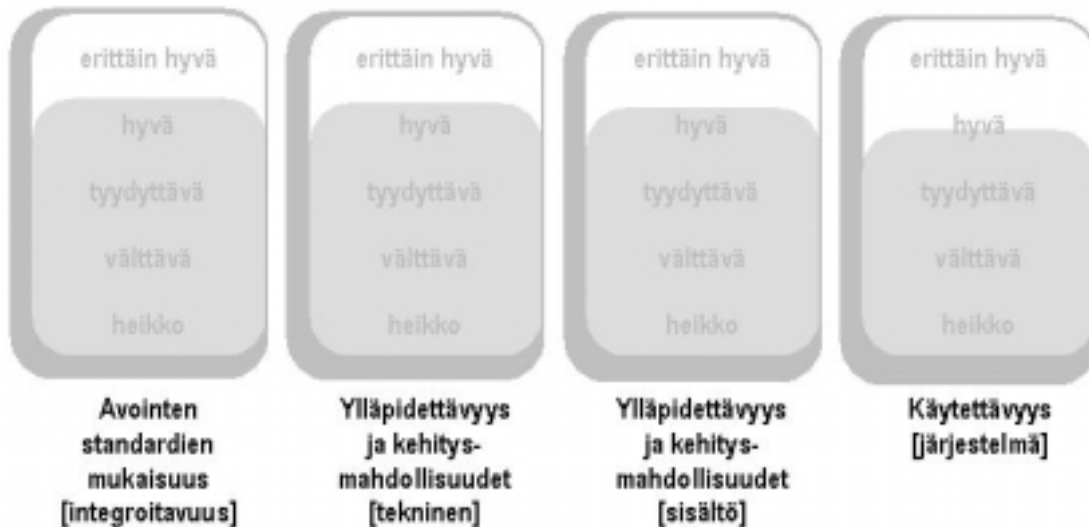 erittäin hyvä
hyvä
tyydyttävä
välttävä
heikko
Avointen
standardien
mukaisuus
[integroitavuus]
erittäin hyvä
hyvä
tyydyttävä
välttävä
heikko
Ylläpidettävyys
ja kehitys-
mahdollisuudet
[tekninen]
erittäin hyvä
hyvä
tyydyttävä
välttävä
heikko
Ylläpidettävyys
ja kehitys-
mahdollisuudet
[sisältö]
erittäin hyvä
hyvä
tyydyttävä
välttävä
heikko
Käytettävyys
[järjestelmä]